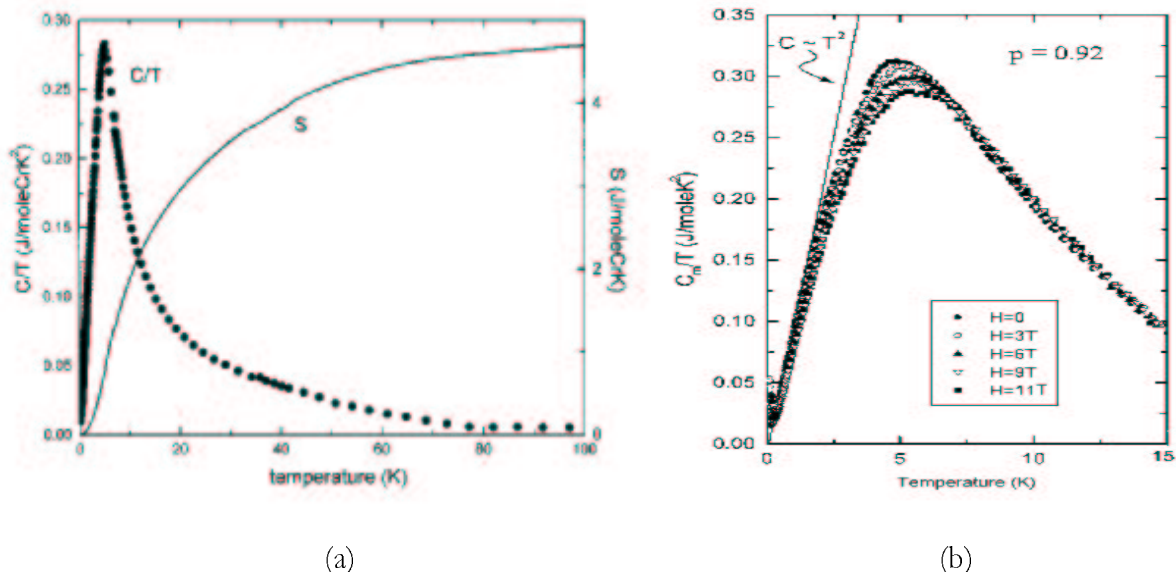 0.30
0.25
0.20
0.15
0.10
0.05
0.00
C/T (J/moleCrK²)
C/T
S
4
2
0
S (J/moleCrK)
0 20 40 60 80 100
temperature (K)
(a)
0.35
0.30
0.25
0.20
0.15
0.10
0.05
0.00
Cm/T (J/moleK²)
C ~ T²
p = 0.92
H=0
H=3T
H=6T
H=9T
H=11T
0 5 10 15
Temperature (K)
(b)